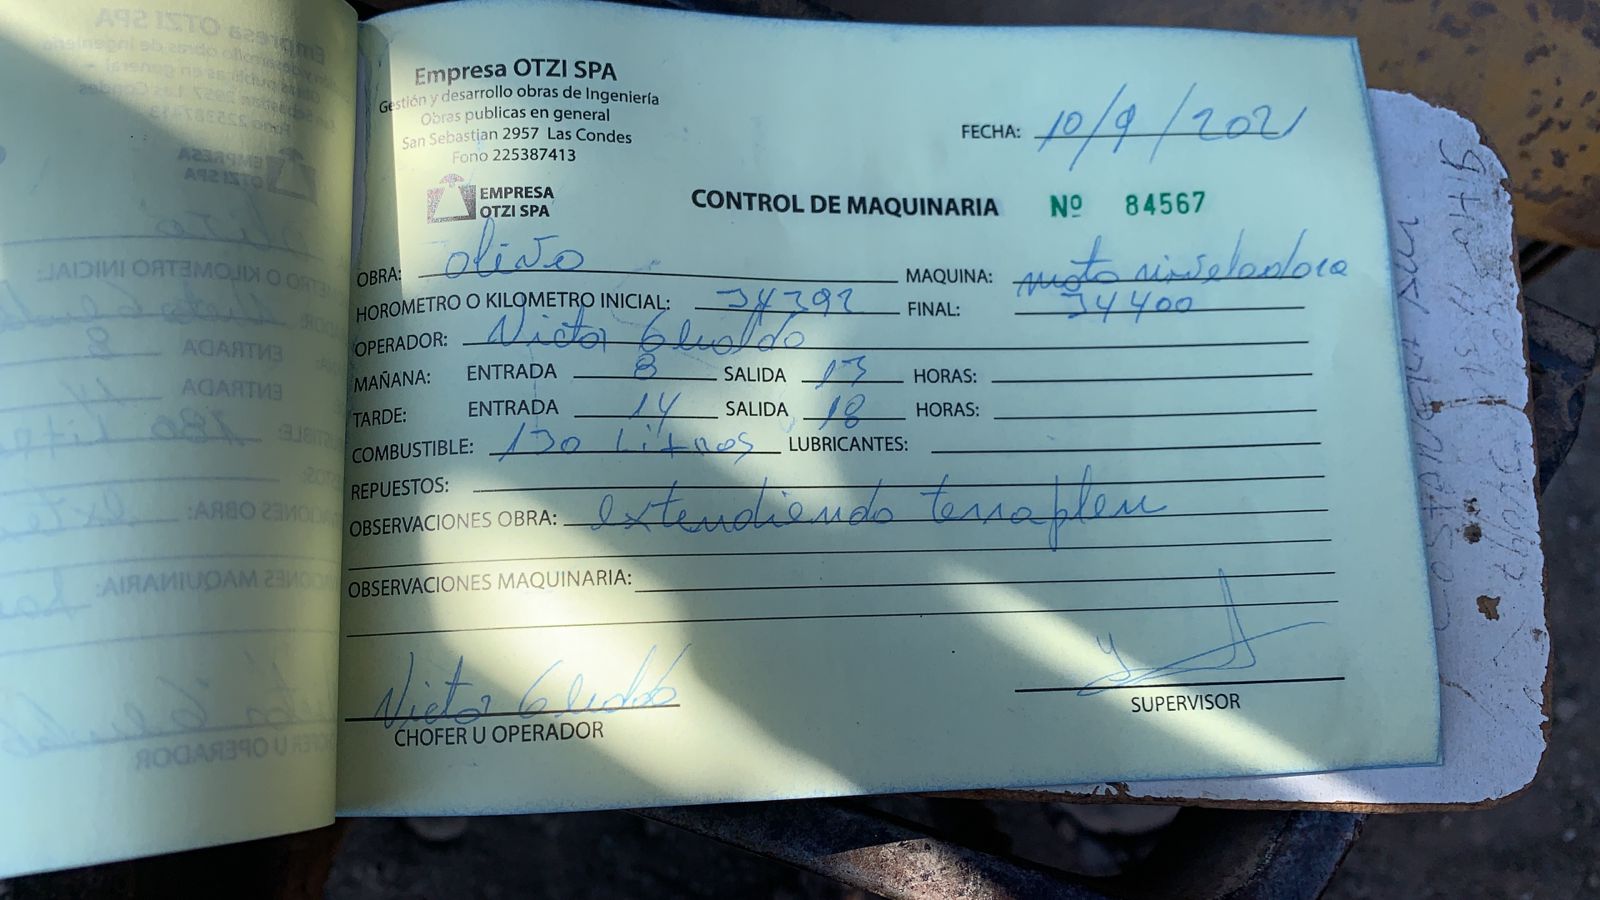 Empresa OTZI SPA
Gestión y desarrollo obras de Ingeniería
Obras publicas en general
San Sebastian 2957 Las Condes
Fono 225387413
FECHA: 10/9/2021
EMPRESA
OTZI SPA
CONTROL DE MAQUINARIA Nº 84567
OBRA: olivo MAQUINA: moto niveladora
HOROMETRO O KILOMETRO INICIAL: 34392 FINAL: 34400
OPERADOR: Victor
MAÑANA: ENTRADA 8 SALIDA 13 HORAS:
TARDE: ENTRADA 14 SALIDA 18 HORAS:
COMBUSTIBLE: 130 Litros LUBRICANTES:
REPUESTOS:
OBSERVACIONES OBRA: extendiendo terraplen
OBSERVACIONES MAQUINARIA:
Victor
CHOFER U OPERADOR
SUPERVISOR